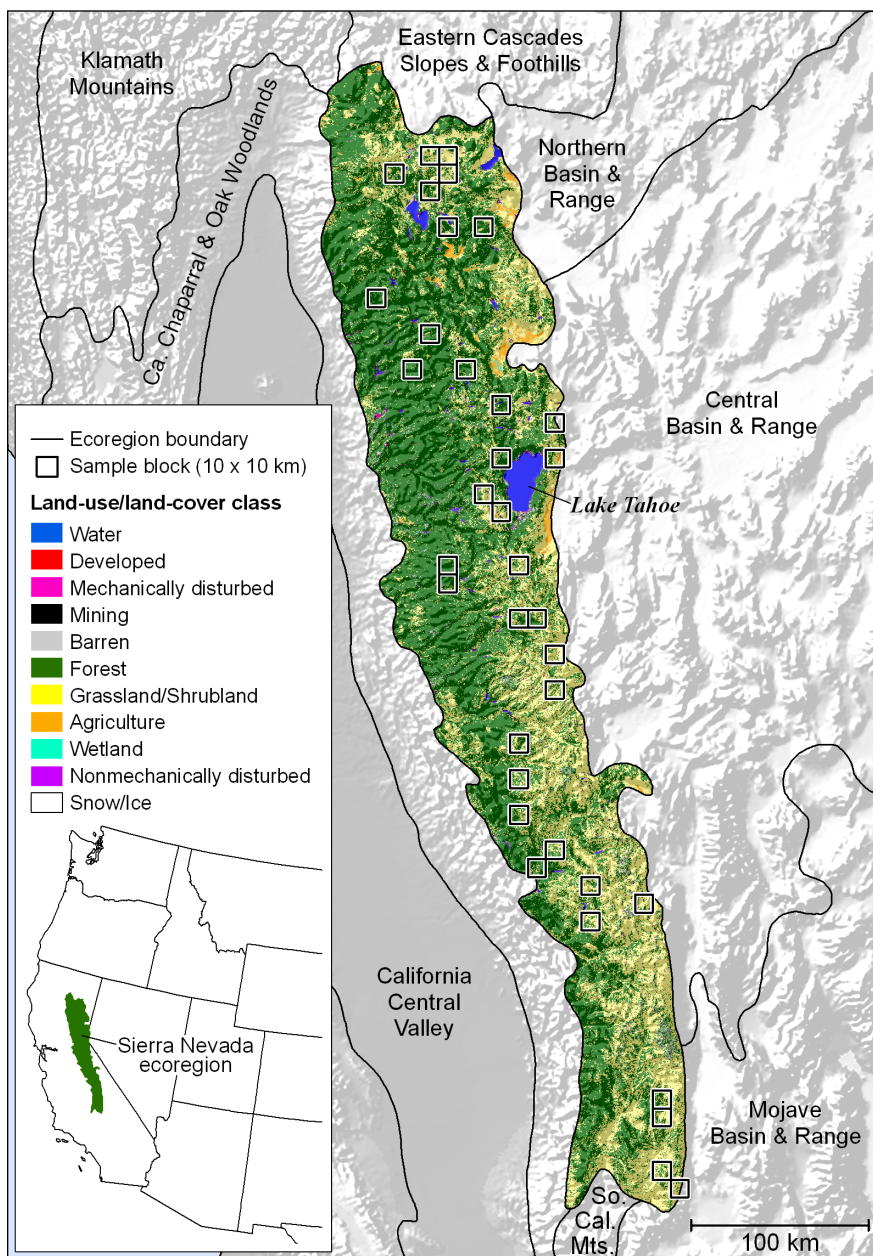 Klamath
Mountains
Eastern Cascades
Slopes & Foothills
Northern
Basin &
Range
Ca. Chaparral & Oak Woodlands
Central
Basin & Range
Lake Tahoe
Ecoregion boundary
Sample block (10 x 10 km)
Land-use/land-cover class
Water
Developed
Mechanically disturbed
Mining
Barren
Forest
Grassland/Shrubland
Agriculture
Wetland
Nonmechanically disturbed
Snow/Ice
Sierra Nevada
ecoregion
California
Central
Valley
Mojave
Basin & Range
So.
Cal.
Mts.
100 km